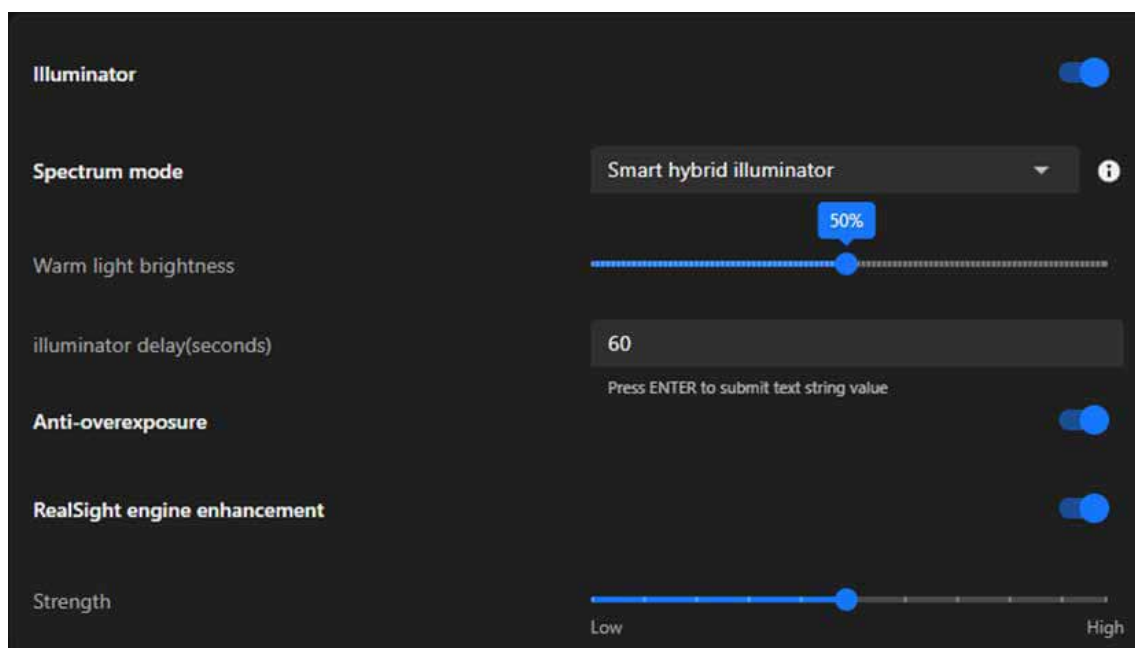 Illuminator
Spectrum mode
Smart hybrid illuminator
50%
Warm light brightness
illuminator delay(seconds)
60
Press ENTER to submit text string value
Anti-overexposure
RealSight engine enhancement
Strength
Low
High